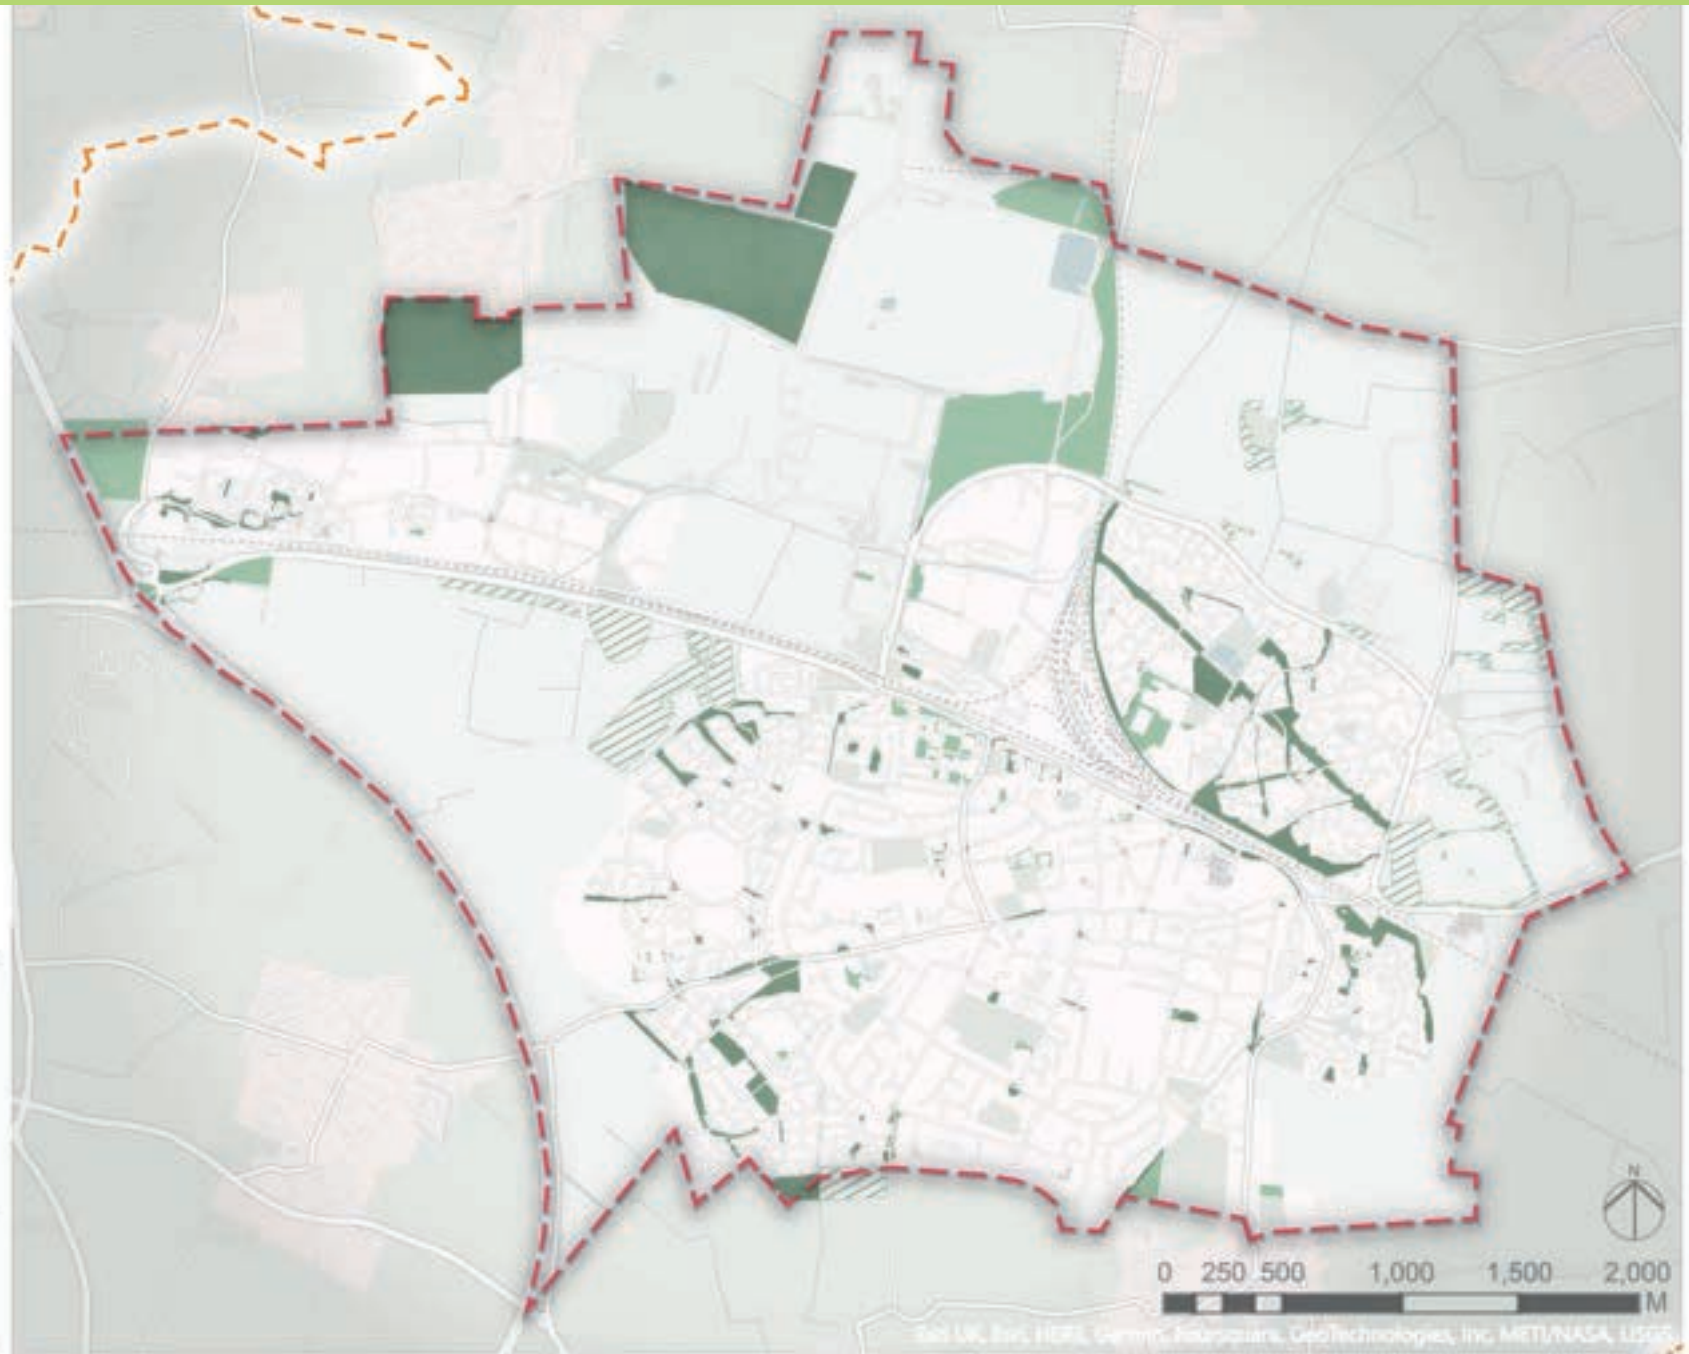 N
0 250 500 1,000 1,500 2,000
M
Esri UK, Esri, HERE, Garmin, Foursquare, GeoTechnologies, Inc, METI/NASA, USGS